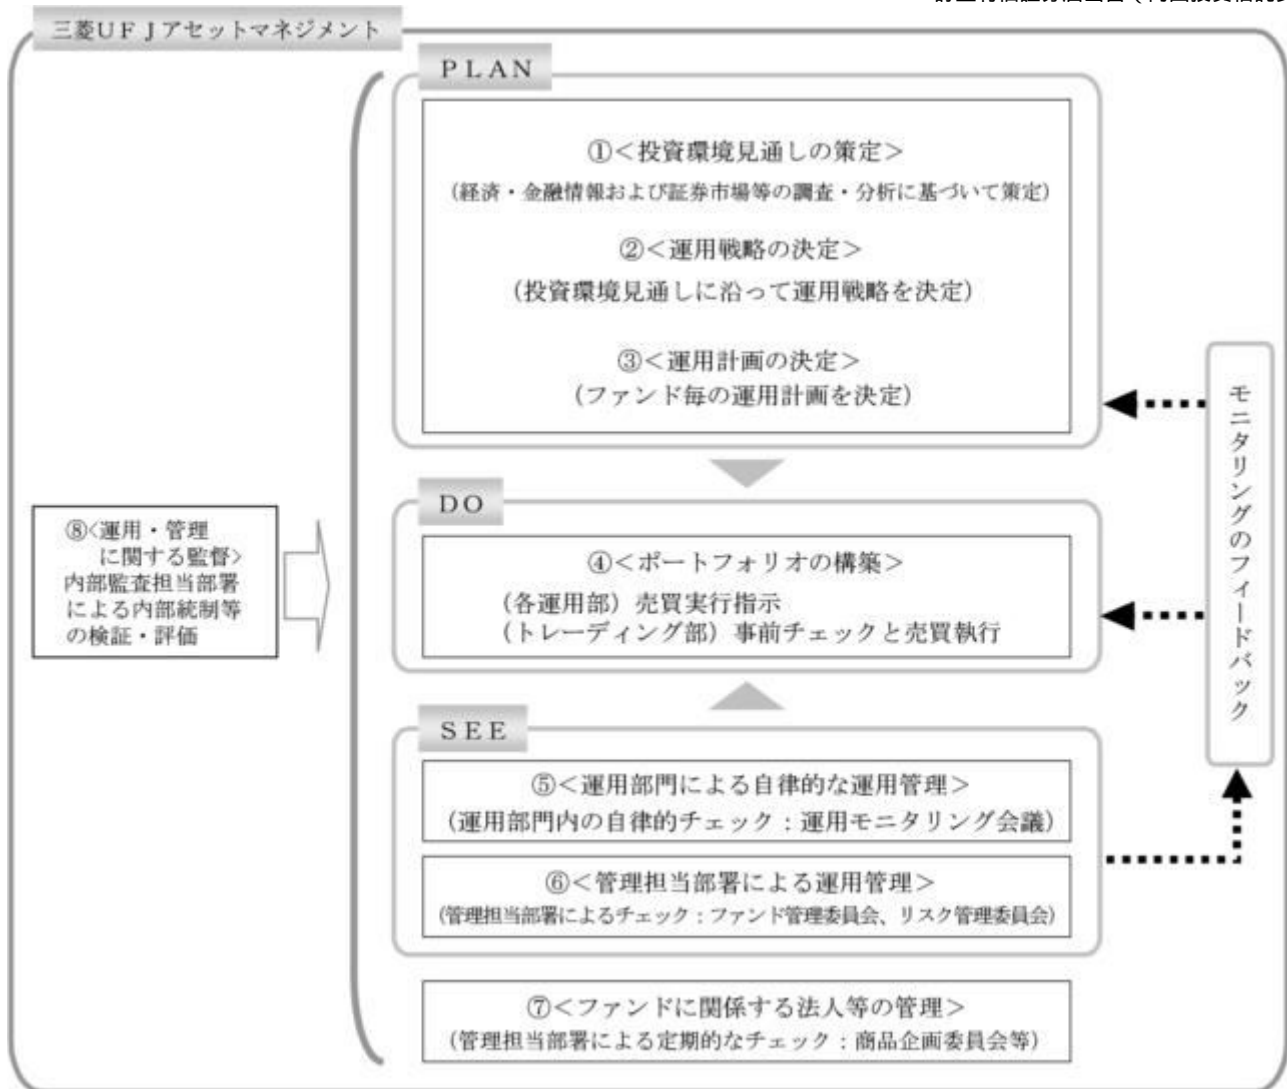 三菱ＵＦＪアセットマネジメント
ＰＬＡＮ
①＜投資環境見通しの策定＞
（経済・金融情報および証券市場等の調査・分析に基づいて策定）
②＜運用戦略の決定＞
（投資環境見通しに沿って運用戦略を決定）
③＜運用計画の決定＞
（ファンド毎の運用計画を決定）
ＤＯ
④＜ポートフォリオの構築＞
（各運用部）売買実行指示
（トレーディング部）事前チェックと売買執行
ＳＥＥ
⑤＜運用部門による自律的な運用管理＞
（運用部門内の自律的チェック：運用モニタリング会議）
⑥＜管理担当部署による運用管理＞
（管理担当部署によるチェック：ファンド管理委員会、リスク管理委員会）
⑦＜ファンドに関係する法人等の管理＞
（管理担当部署による定期的なチェック：商品企画委員会等）
⑧＜運用・管理
に関する監督＞
内部監査担当部署
による内部統制等
の検証・評価
モニタリングのフィードバック